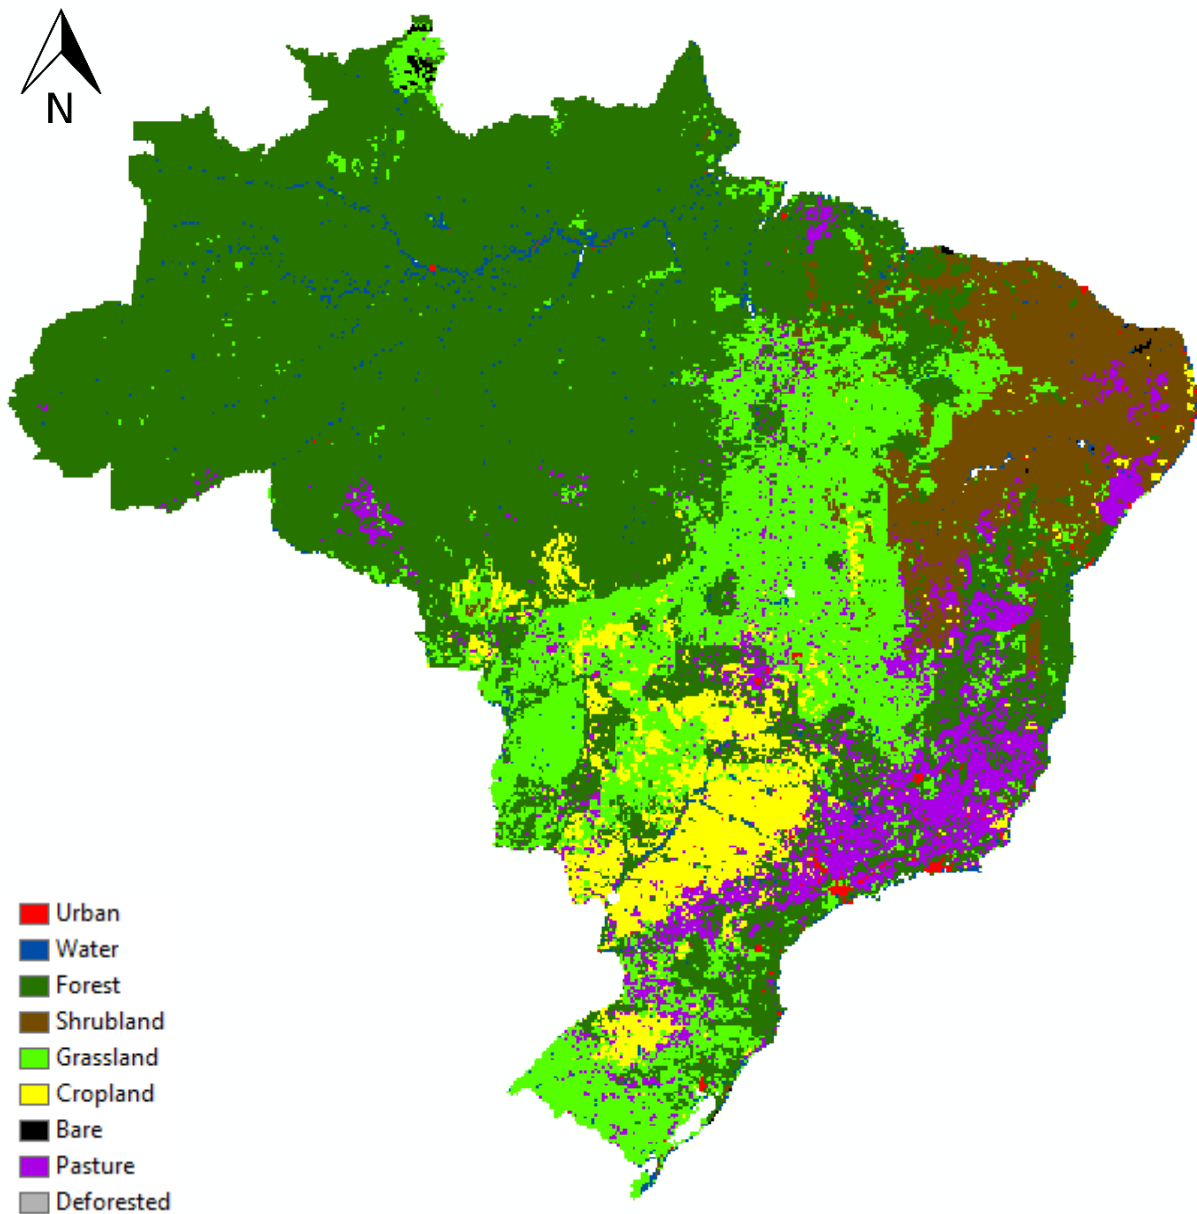 N
Urban
Water
Forest
Shrubland
Grassland
Cropland
Bare
Pasture
Deforested